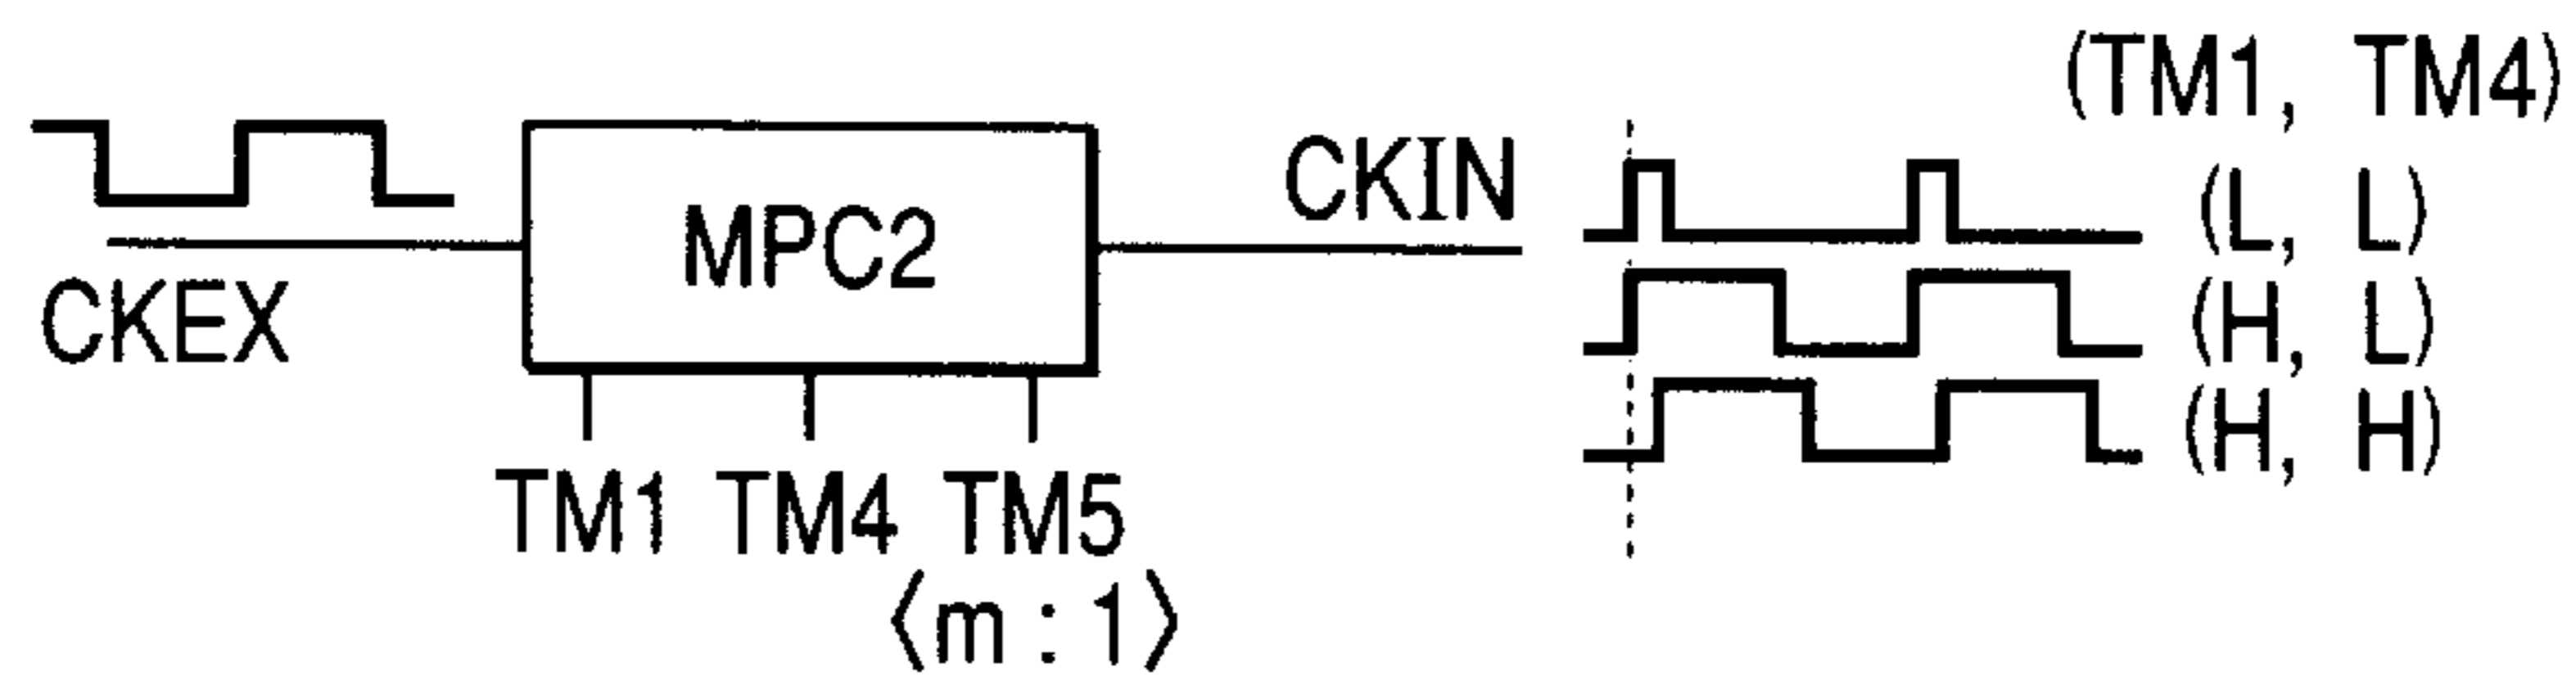 (TM1, TM4)
CKIN
(L, L)
MPC2
CKEX
(H, L)
(H, H)
TM1 TM4 TM5
⟨m : 1⟩